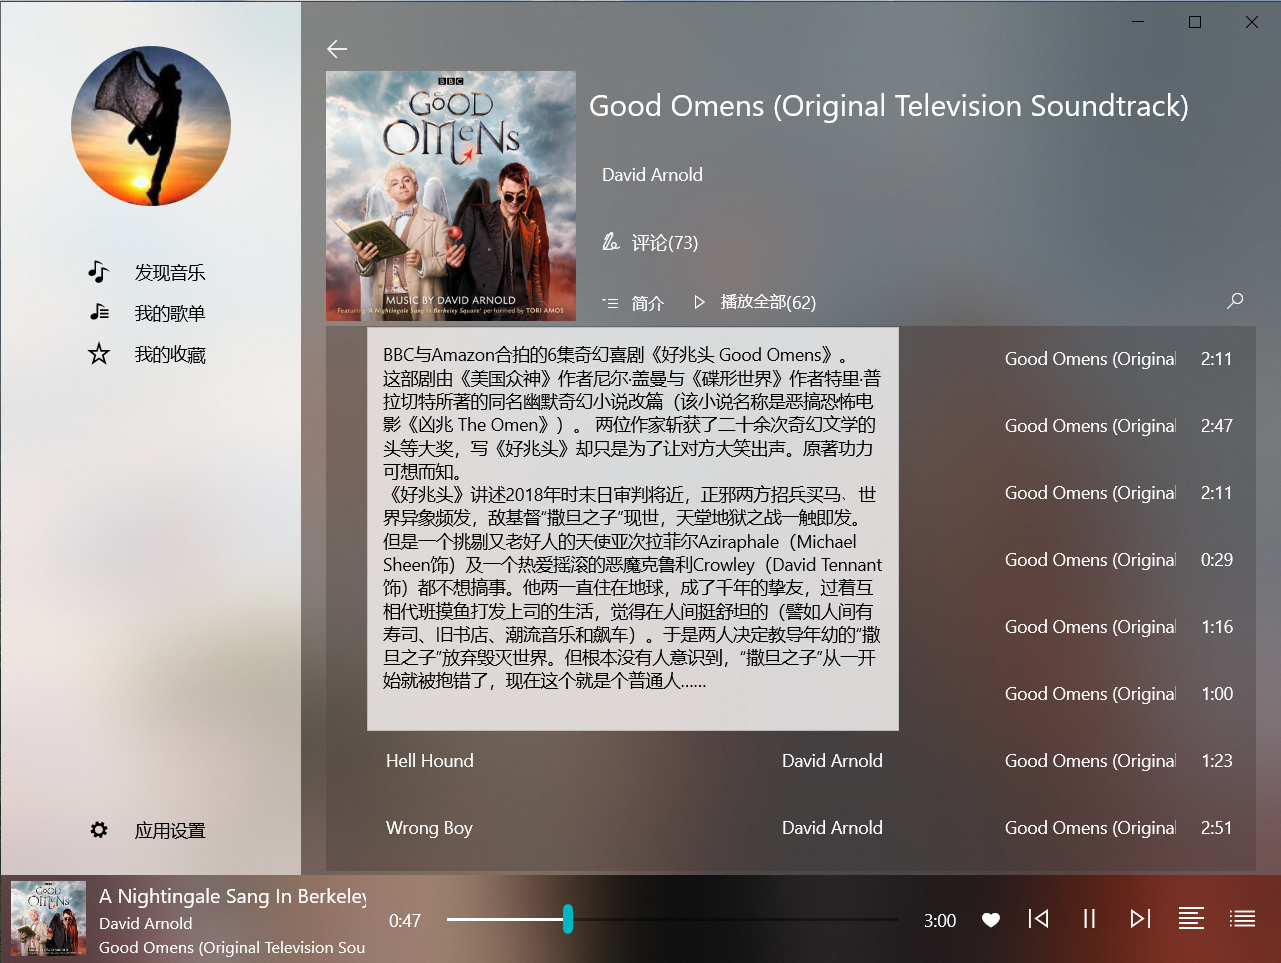 BBC
GOOD
OMENS
MUSIC BY DAVID ARNOLD
Featuring 'A Nightingale Sang In Berkeley Square' performed by TORI AMOS
Good Omens (Original Television Soundtrack)
David Arnold
评论(73)
简介
播放全部(62)
发现音乐
我的歌单
我的收藏
应用设置
BBC与Amazon合拍的6集奇幻喜剧《好兆头 Good Omens》。
这部剧由《美国众神》作者尼尔·盖曼与《碟形世界》作者特里·普
拉切特所著的同名幽默奇幻小说改篇（该小说名称是恶搞恐怖电
影《凶兆 The Omen》）。 两位作家斩获了二十余次奇幻文学的
头等大奖，写《好兆头》却只是为了让对方大笑出声。原著功力
可想而知。
《好兆头》讲述2018年时末日审判将近，正邪两方招兵买马、世
界异象频发，敌基督“撒旦之子”现世，天堂地狱之战一触即发。
但是一个挑剔又老好人的天使亚次拉菲尔Aziraphale（Michael
Sheen饰）及一个热爱摇滚的恶魔克鲁利Crowley（David Tennant
饰）都不想搞事。他两一直住在地球，成了千年的挚友，过着互
相代班摸鱼打发上司的生活，觉得在人间挺舒坦的（譬如人间有
寿司、旧书店、潮流音乐和飙车）。于是两人决定教导年幼的“撒
旦之子”放弃毁灭世界。但根本没有人意识到，“撒旦之子”从一开
始就被抱错了，现在这个就是个普通人……
Good Omens (Original 2:11
Good Omens (Original 2:47
Good Omens (Original 2:11
Good Omens (Original 0:29
Good Omens (Original 1:16
Good Omens (Original 1:00
Hell Hound David Arnold Good Omens (Original 1:23
Wrong Boy David Arnold Good Omens (Original 2:51
A Nightingale Sang In Berkeley
David Arnold
Good Omens (Original Television Sou
0:47
3:00